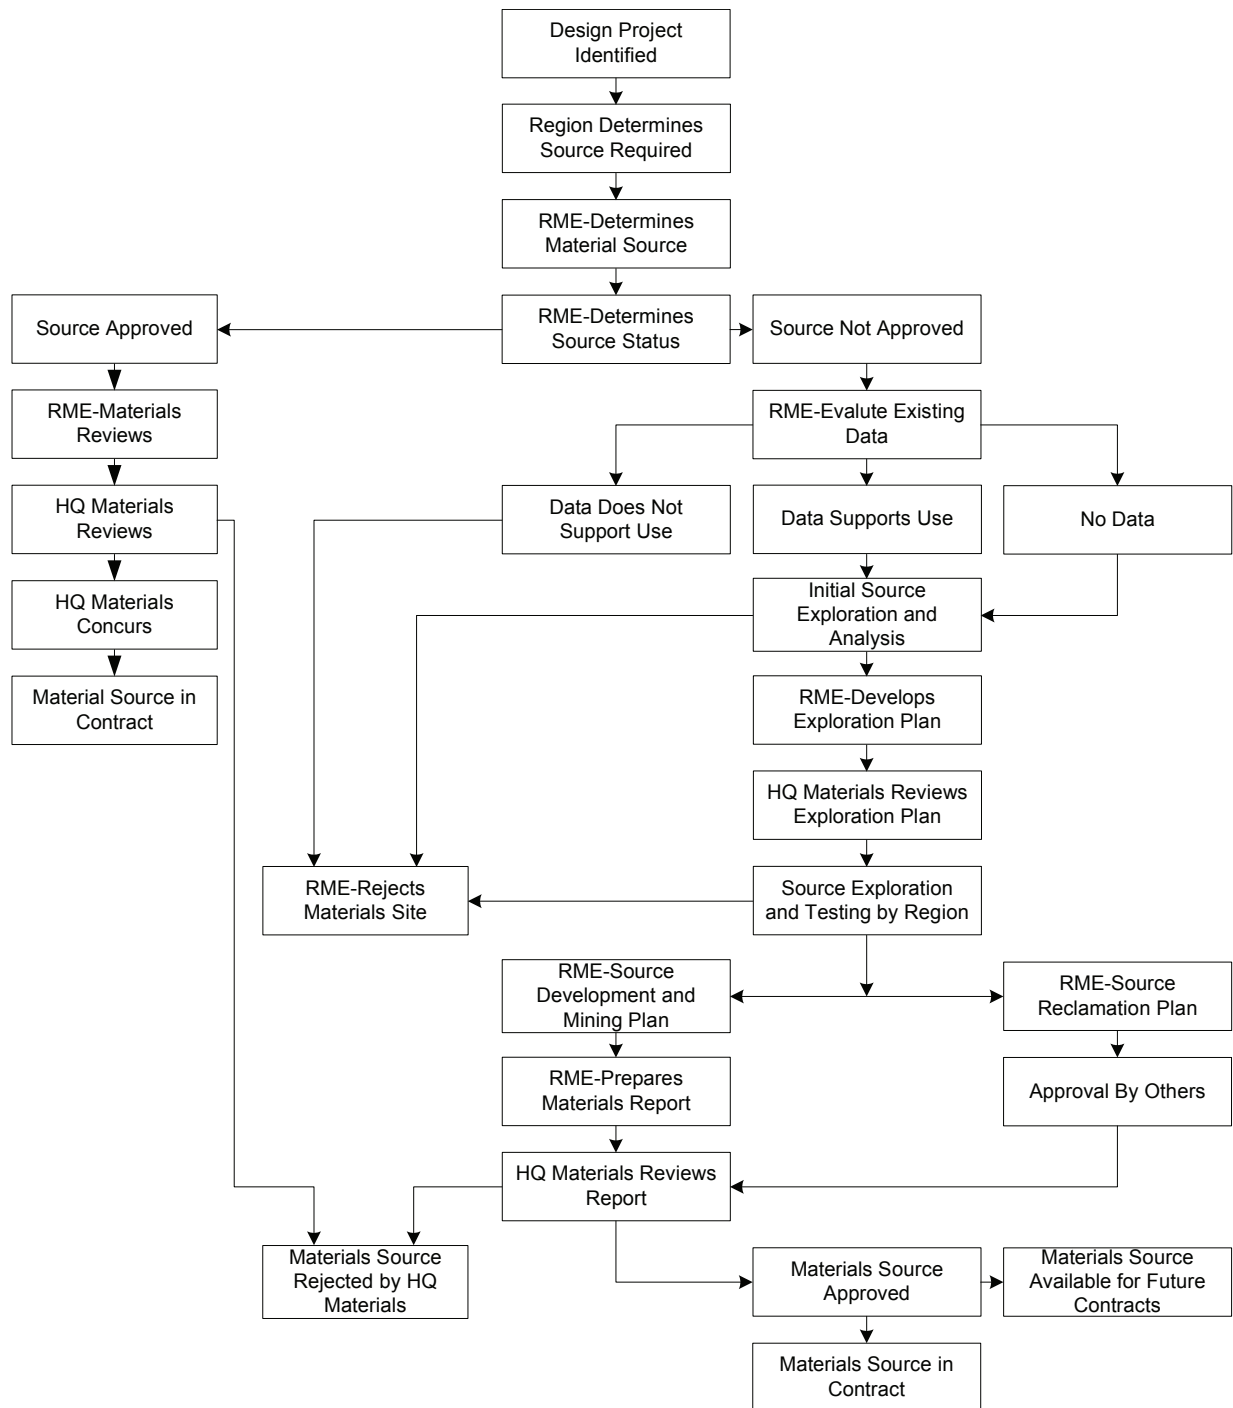 Design Project
Identified
Region Determines
Source Required
RME-Determines
Material Source
Source Approved
RME-Determines
Source Status
Source Not Approved
RME-Materials
Reviews
RME-Evalute Existing
Data
HQ Materials
Reviews
Data Does Not
Support Use
Data Supports Use
No Data
HQ Materials
Concurs
Initial Source
Exploration and
Analysis
Material Source in
Contract
RME-Develops
Exploration Plan
HQ Materials Reviews
Exploration Plan
RME-Rejects
Materials Site
Source Exploration
and Testing by Region
RME-Source
Development and
Mining Plan
RME-Source
Reclamation Plan
RME-Prepares
Materials Report
Approval By Others
HQ Materials Reviews
Report
Materials Source
Rejected by HQ
Materials
Materials Source
Approved
Materials Source
Available for Future
Contracts
Materials Source in
Contract